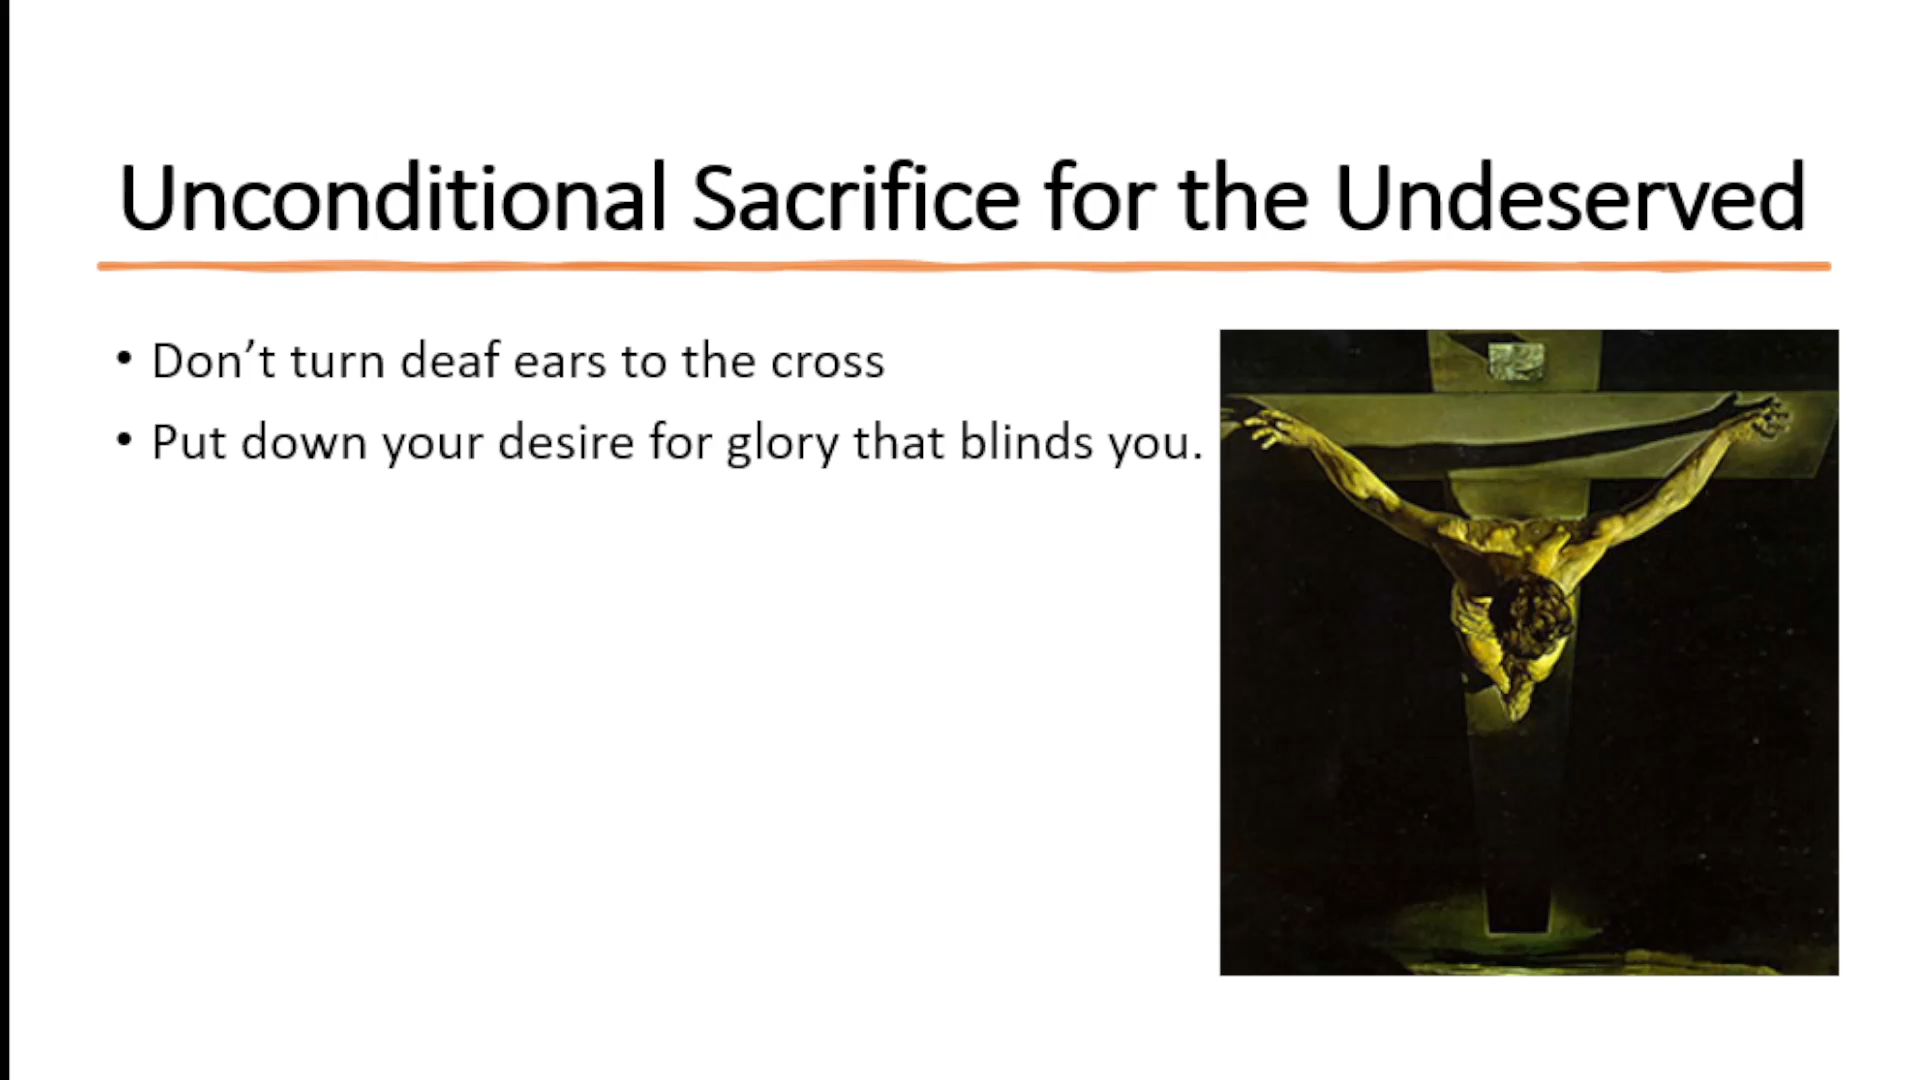 Unconditional Sacrifice for the Undeserved
• Don’t turn deaf ears to the cross
• Put down your desire for glory that blinds you.